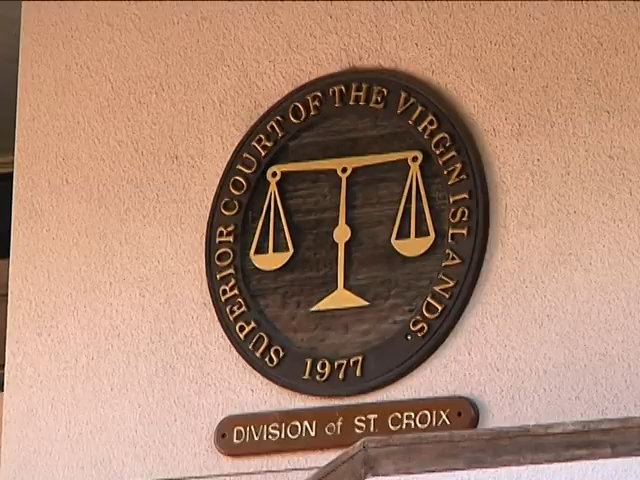 SUPERIOR COURT OF THE VIRGIN ISLANDS.
1977
DIVISION of ST. CROIX